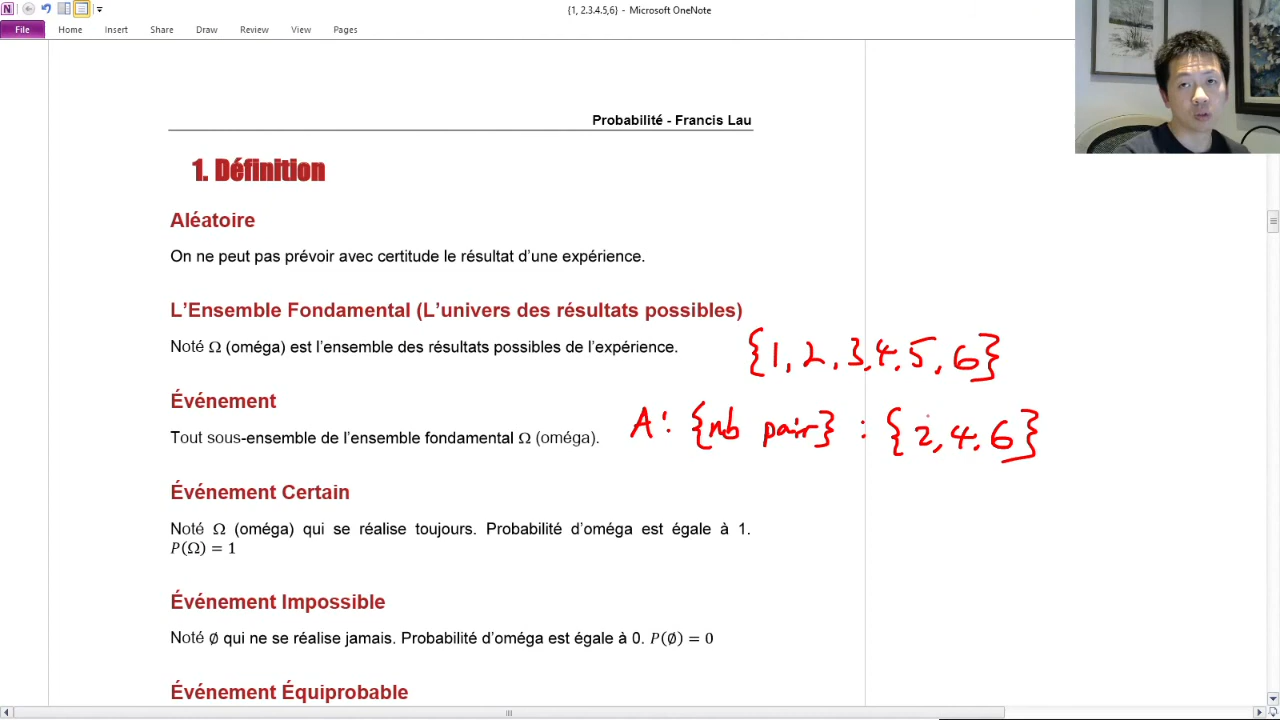 {1, 2.3.4.5,6} - Microsoft OneNote
File Home Insert Share Draw Review View Pages
Probabilité - Francis Lau
1. Définition
Aléatoire
On ne peut pas prévoir avec certitude le résultat d’une expérience.
L’Ensemble Fondamental (L’univers des résultats possibles)
Noté Ω (oméga) est l’ensemble des résultats possibles de l’expérience.
{1, 2, 3, 4, 5, 6}
Événement
Tout sous-ensemble de l’ensemble fondamental Ω (oméga).
A : {nb pair} : {2, 4, 6}
Événement Certain
Noté Ω (oméga) qui se réalise toujours. Probabilité d’oméga est égale à 1.
P(Ω) = 1
Événement Impossible
Noté ∅ qui ne se réalise jamais. Probabilité d’oméga est égale à 0. P(∅) = 0
Événement Équiprobable